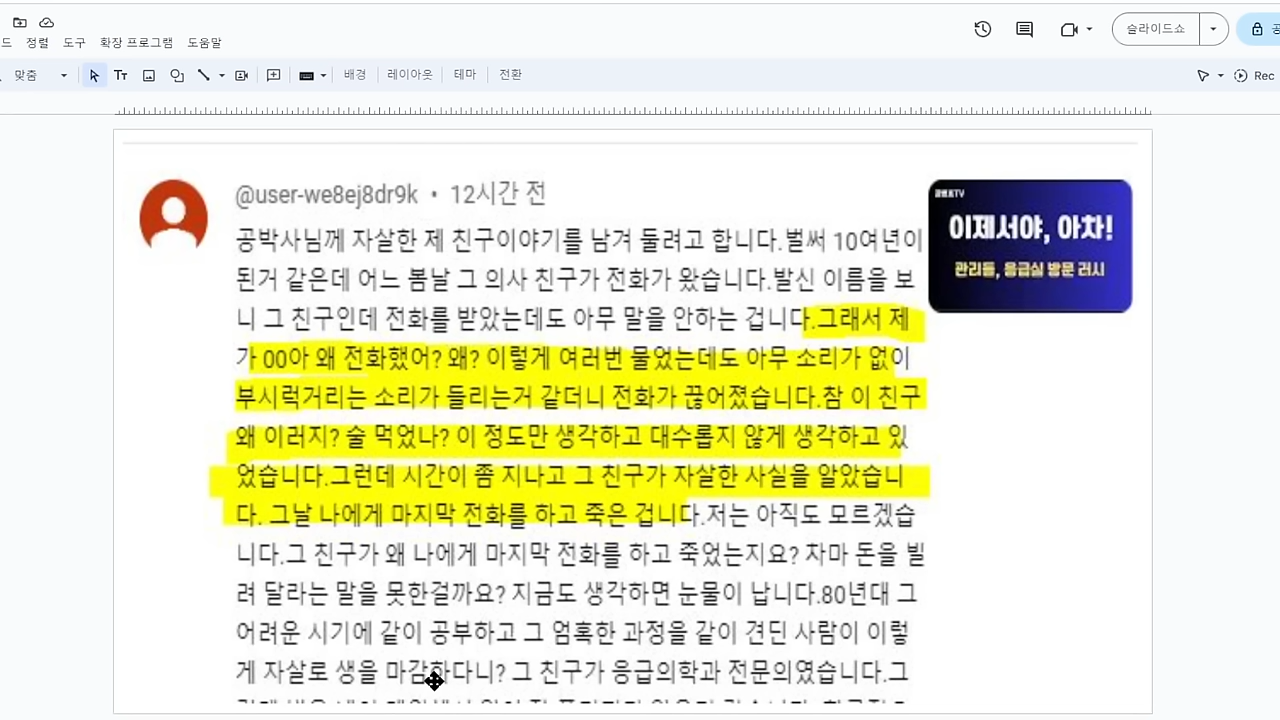 드 정렬 도구 확장 프로그램 도움말
슬라이드쇼
맞춤 배경 레이아웃 테마 전환 Rec
@user-we8ej8dr9k • 12시간 전
공박사님께 자살한 제 친구이야기를 남겨 둘려고 합니다.벌써 10여년이
된거 같은데 어느 봄날 그 의사 친구가 전화가 왔습니다.발신 이름을 보
니 그 친구인데 전화를 받았는데도 아무 말을 안하는 겁니다.그래서 제
가 00아 왜 전화했어? 왜? 이렇게 여러번 물었는데도 아무 소리가 없이
부시럭거리는 소리가 들리는거 같더니 전화가 끊어졌습니다.참 이 친구
왜 이러지? 술 먹었나? 이 정도만 생각하고 대수롭지 않게 생각하고 있
었습니다.그런데 시간이 좀 지나고 그 친구가 자살한 사실을 알았습니
다. 그날 나에게 마지막 전화를 하고 죽은 겁니다.저는 아직도 모르겠습
니다.그 친구가 왜 나에게 마지막 전화를 하고 죽었는지요? 차마 돈을 빌
려 달라는 말을 못한걸까요? 지금도 생각하면 눈물이 납니다.80년대 그
어려운 시기에 같이 공부하고 그 엄혹한 과정을 같이 견딘 사람이 이렇
게 자살로 생을 마감하다니? 그 친구가 응급의학과 전문의였습니다.그
이제서야, 아차!
관리들, 응급실 방문 러시